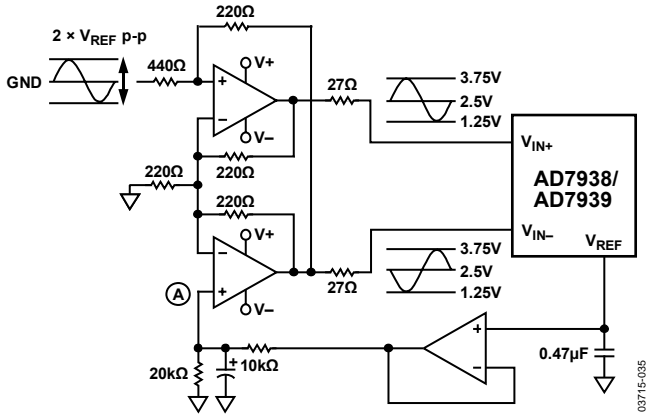 220Ω
2 × VREF p-p
GND
440Ω
V+
+
−
V−
27Ω
3.75V
2.5V
1.25V
VIN+
AD7938/
AD7939
220Ω
220Ω
220Ω
V+
VIN−
VREF
−
+
V−
27Ω
3.75V
2.5V
1.25V
A
+
−
0.47µF
20kΩ
+
10kΩ
03715-035